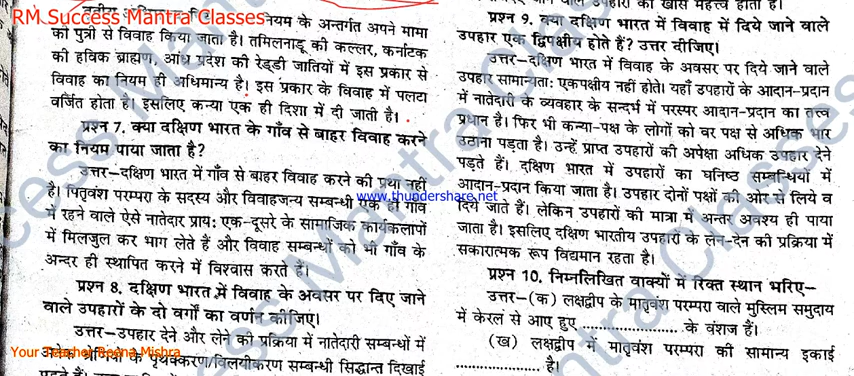 RM Success Mantra Classes
नियम के अन्तर्गत अपने मामा
की पुत्री से विवाह किया जाता है। तमिलनाडू की कल्लर, कर्नाटक
की हविक ब्राह्मण, आंध्र प्रदेश की रेड्डी जातियों में इस प्रकार से
विवाह का नियम ही अधिमान्य है। इस प्रकार के विवाह में पलटा
वर्जित होता है। इसलिए कन्या एक ही दिशा में दी जाती है।
प्रश्न 7. क्या दक्षिण भारत के गाँव से बाहर विवाह करने
का नियम पाया जाता है?
उत्तर–दक्षिण भारत में गाँव से बाहर विवाह करने की प्रथा नहीं
है। पितृवंश परम्परा के सदस्य और विवाहजन्य सम्बन्धी एक ही गाँव
में रहने वाले ऐसे नातेदार प्राय: एक-दूसरे के सामाजिक कार्यकलापों
में मिलजुल कर भाग लेते हैं और विवाह सम्बन्धों को भी गाँव के
अन्दर ही स्थापित करने में विश्वास करते हैं।
प्रश्न 8. दक्षिण भारत में विवाह के अवसर पर दिए जाने
वाले उपहारों के दो वर्गों का वर्णन कीजिए।
उत्तर–उपहार देने और लेने की प्रक्रिया में नातेदारी सम्बन्धों में
पृथक्करण/विलयीकरण सम्बन्धी सिद्धान्त दिखाई
Your Teacher Beena Mishra
प्रश्न 9. क्या दक्षिण भारत में विवाह में दिये जाने वाले
उपहार एक द्विपक्षीय होते हैं? उत्तर दीजिए।
उत्तर–दक्षिण भारत में विवाह के अवसर पर दिये जाने वाले
उपहार सामान्यता: एकपक्षीय नहीं होते। यहाँ उपहारों के आदान-प्रदान
में नातेदारी के व्यवहार के सन्दर्भ में परस्पर आदान-प्रदान का तत्त्व
प्रधान है। फिर भी कन्या-पक्ष के लोगों को वर पक्ष से अधिक भार
उठाना पड़ता है। उन्हें प्राप्त उपहारों की अपेक्षा अधिक उपहार देने
पड़ते हैं। दक्षिण भारत में उपहारों का घनिष्ठ सम्बन्धियों में
आदान-प्रदान किया जाता है। उपहार दोनों पक्षों की ओर से लिये व
दिये जाते हैं। लेकिन उपहारों की मात्रा में अन्तर अवश्य ही पाया
जाता है। इसलिए दक्षिण भारतीय उपहारों के लेन-देन की प्रक्रिया में
सकारात्मक रूप विद्यमान रहता है।
प्रश्न 10. निम्नलिखित वाक्यों में रिक्त स्थान भरिए–
उत्तर–(क) लक्षद्वीप के मातृवंश परम्परा वाले मुस्लिम समुदाय
में केरल से आए हुए ........................ के वंशज हैं।
(ख) लक्षद्वीप में मातृवंश परम्परा की सामान्य इकाई
..................... है।
www.thundershare.net